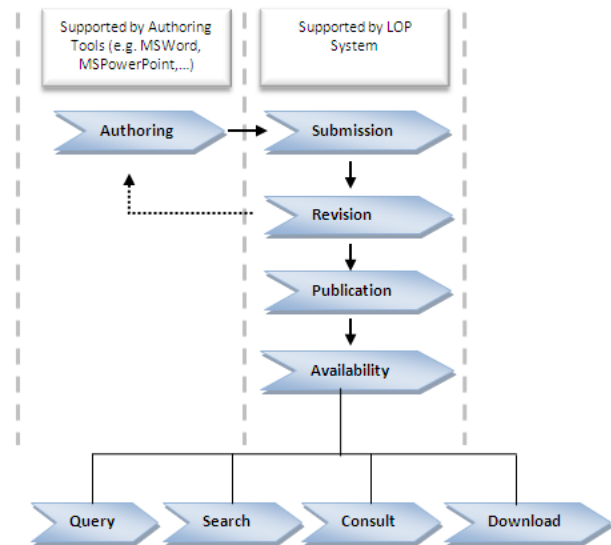 Supported by Authoring
Tools (e.g. MSWord,
MSPowerPoint,...)
Supported by LOP
System
Authoring
Submission
Revision
Publication
Availability
Query
Search
Consult
Download